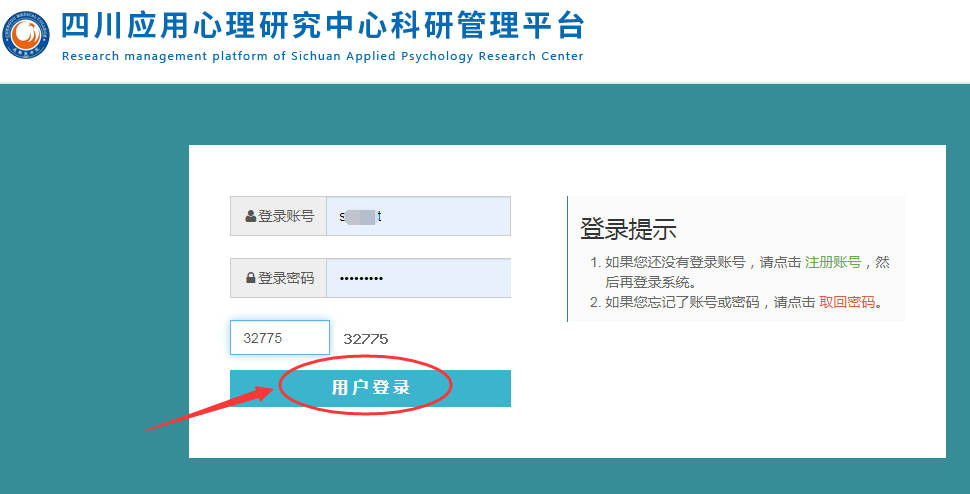 四川应用心理研究中心科研管理平台
Research management platform of Sichuan Applied Psychology Research Center
登录账号 s t
登录密码 •••••••••
32775 32775
用户登录
登录提示
1. 如果您还没有登录账号，请点击 注册账号，然
后再登录系统。
2. 如果您忘记了账号或密码，请点击 取回密码。